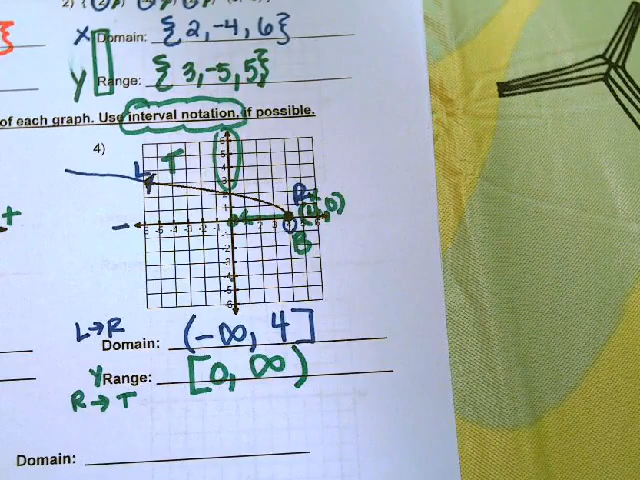 x Domain: {2,-4,6}
y Range: {3,-5,5}
of each graph. Use interval notation, if possible.
4)
L T
R
(4,0)
B
L→R
Domain: (-∞, 4]
y Range: [0, ∞)
R→T
Domain: